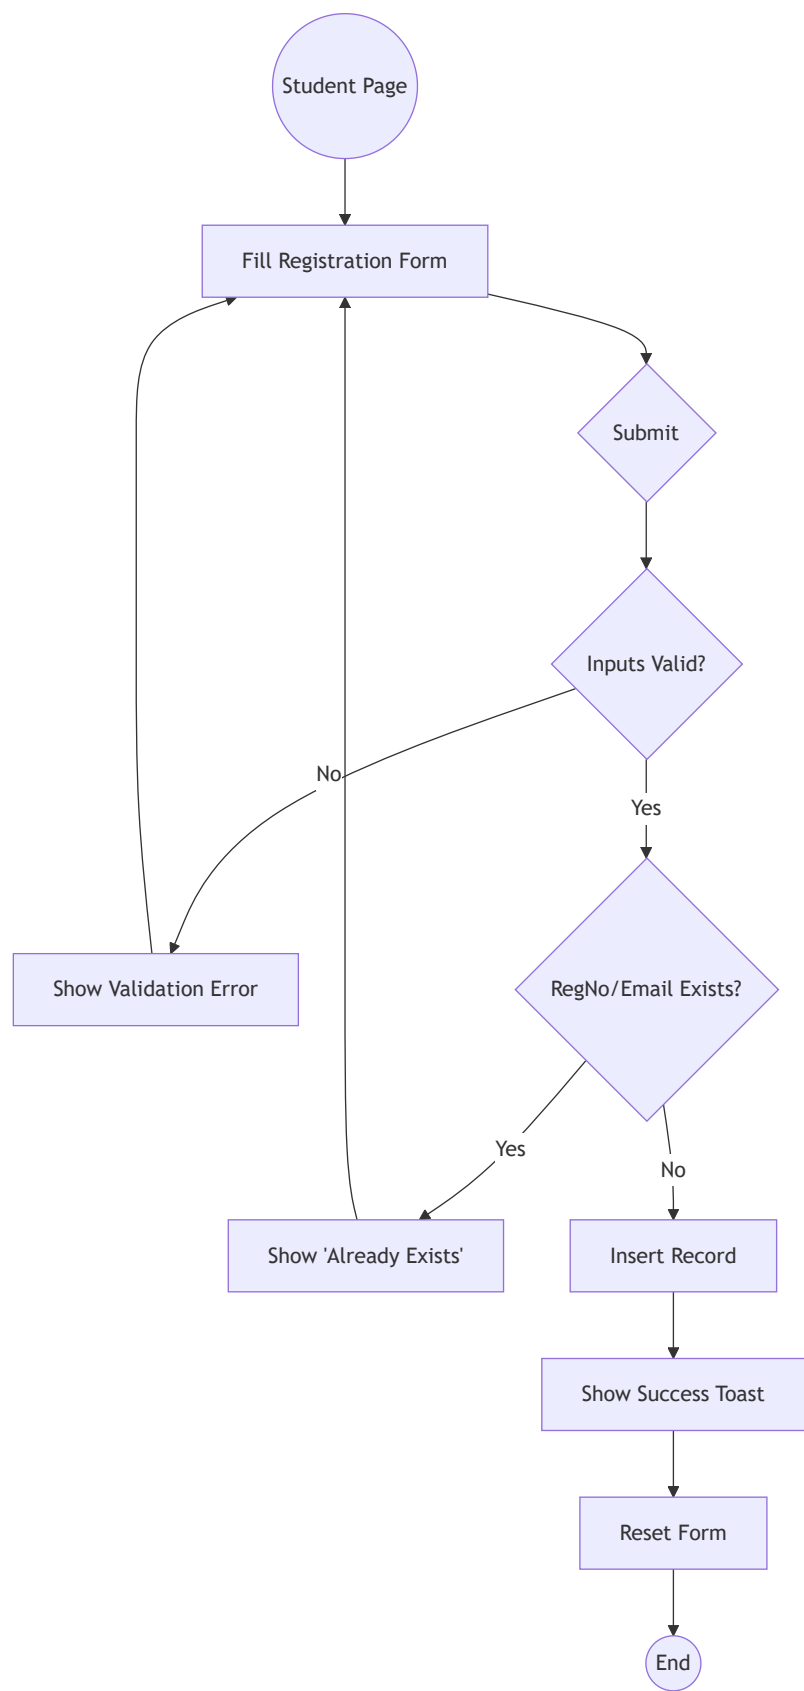 Student Page
Fill Registration Form
Submit
Inputs Valid?
No
Yes
Show Validation Error
RegNo/Email Exists?
Yes
No
Show 'Already Exists'
Insert Record
Show Success Toast
Reset Form
End